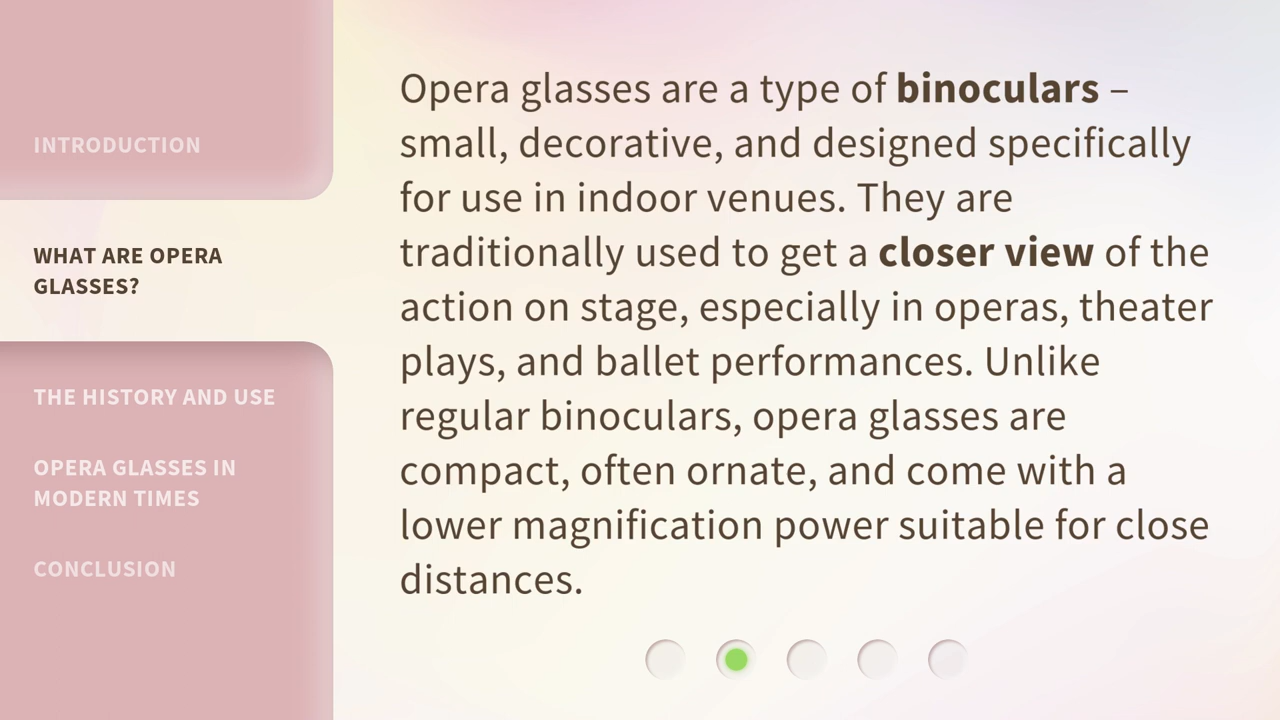 INTRODUCTION
WHAT ARE OPERA
GLASSES?
THE HISTORY AND USE
OPERA GLASSES IN
MODERN TIMES
CONCLUSION
Opera glasses are a type of binoculars –
small, decorative, and designed specifically
for use in indoor venues. They are
traditionally used to get a closer view of the
action on stage, especially in operas, theater
plays, and ballet performances. Unlike
regular binoculars, opera glasses are
compact, often ornate, and come with a
lower magnification power suitable for close
distances.